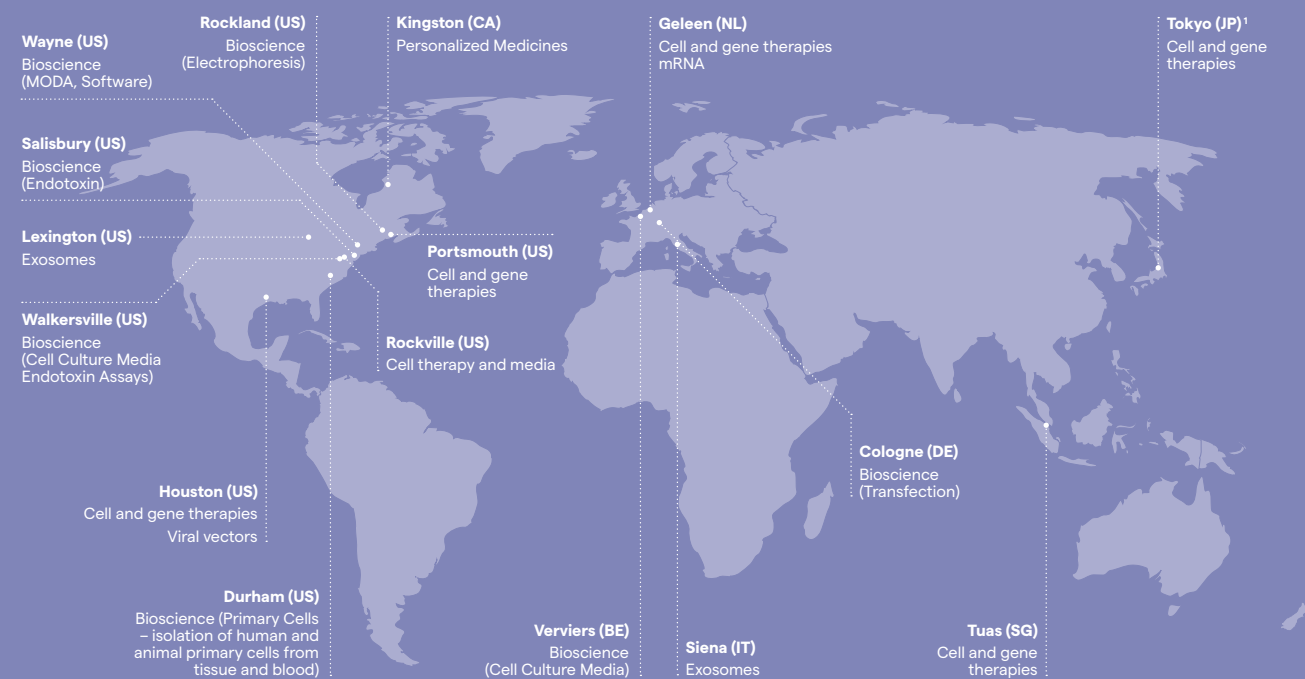 Rockland (US)
Bioscience
(Electrophoresis)
Kingston (CA)
Personalized Medicines
Geleen (NL)
Cell and gene therapies
mRNA
Tokyo (JP)¹
Cell and gene
therapies
Wayne (US)
Bioscience
(MODA, Software)
Salisbury (US)
Bioscience
(Endotoxin)
Lexington (US)
Exosomes
Portsmouth (US)
Cell and gene
therapies
Walkersville (US)
Bioscience
(Cell Culture Media
Endotoxin Assays)
Rockville (US)
Cell therapy and media
Cologne (DE)
Bioscience
(Transfection)
Houston (US)
Cell and gene therapies
Viral vectors
Durham (US)
Bioscience (Primary Cells
– isolation of human and
animal primary cells from
tissue and blood)
Verviers (BE)
Bioscience
(Cell Culture Media)
Siena (IT)
Exosomes
Tuas (SG)
Cell and gene
therapies